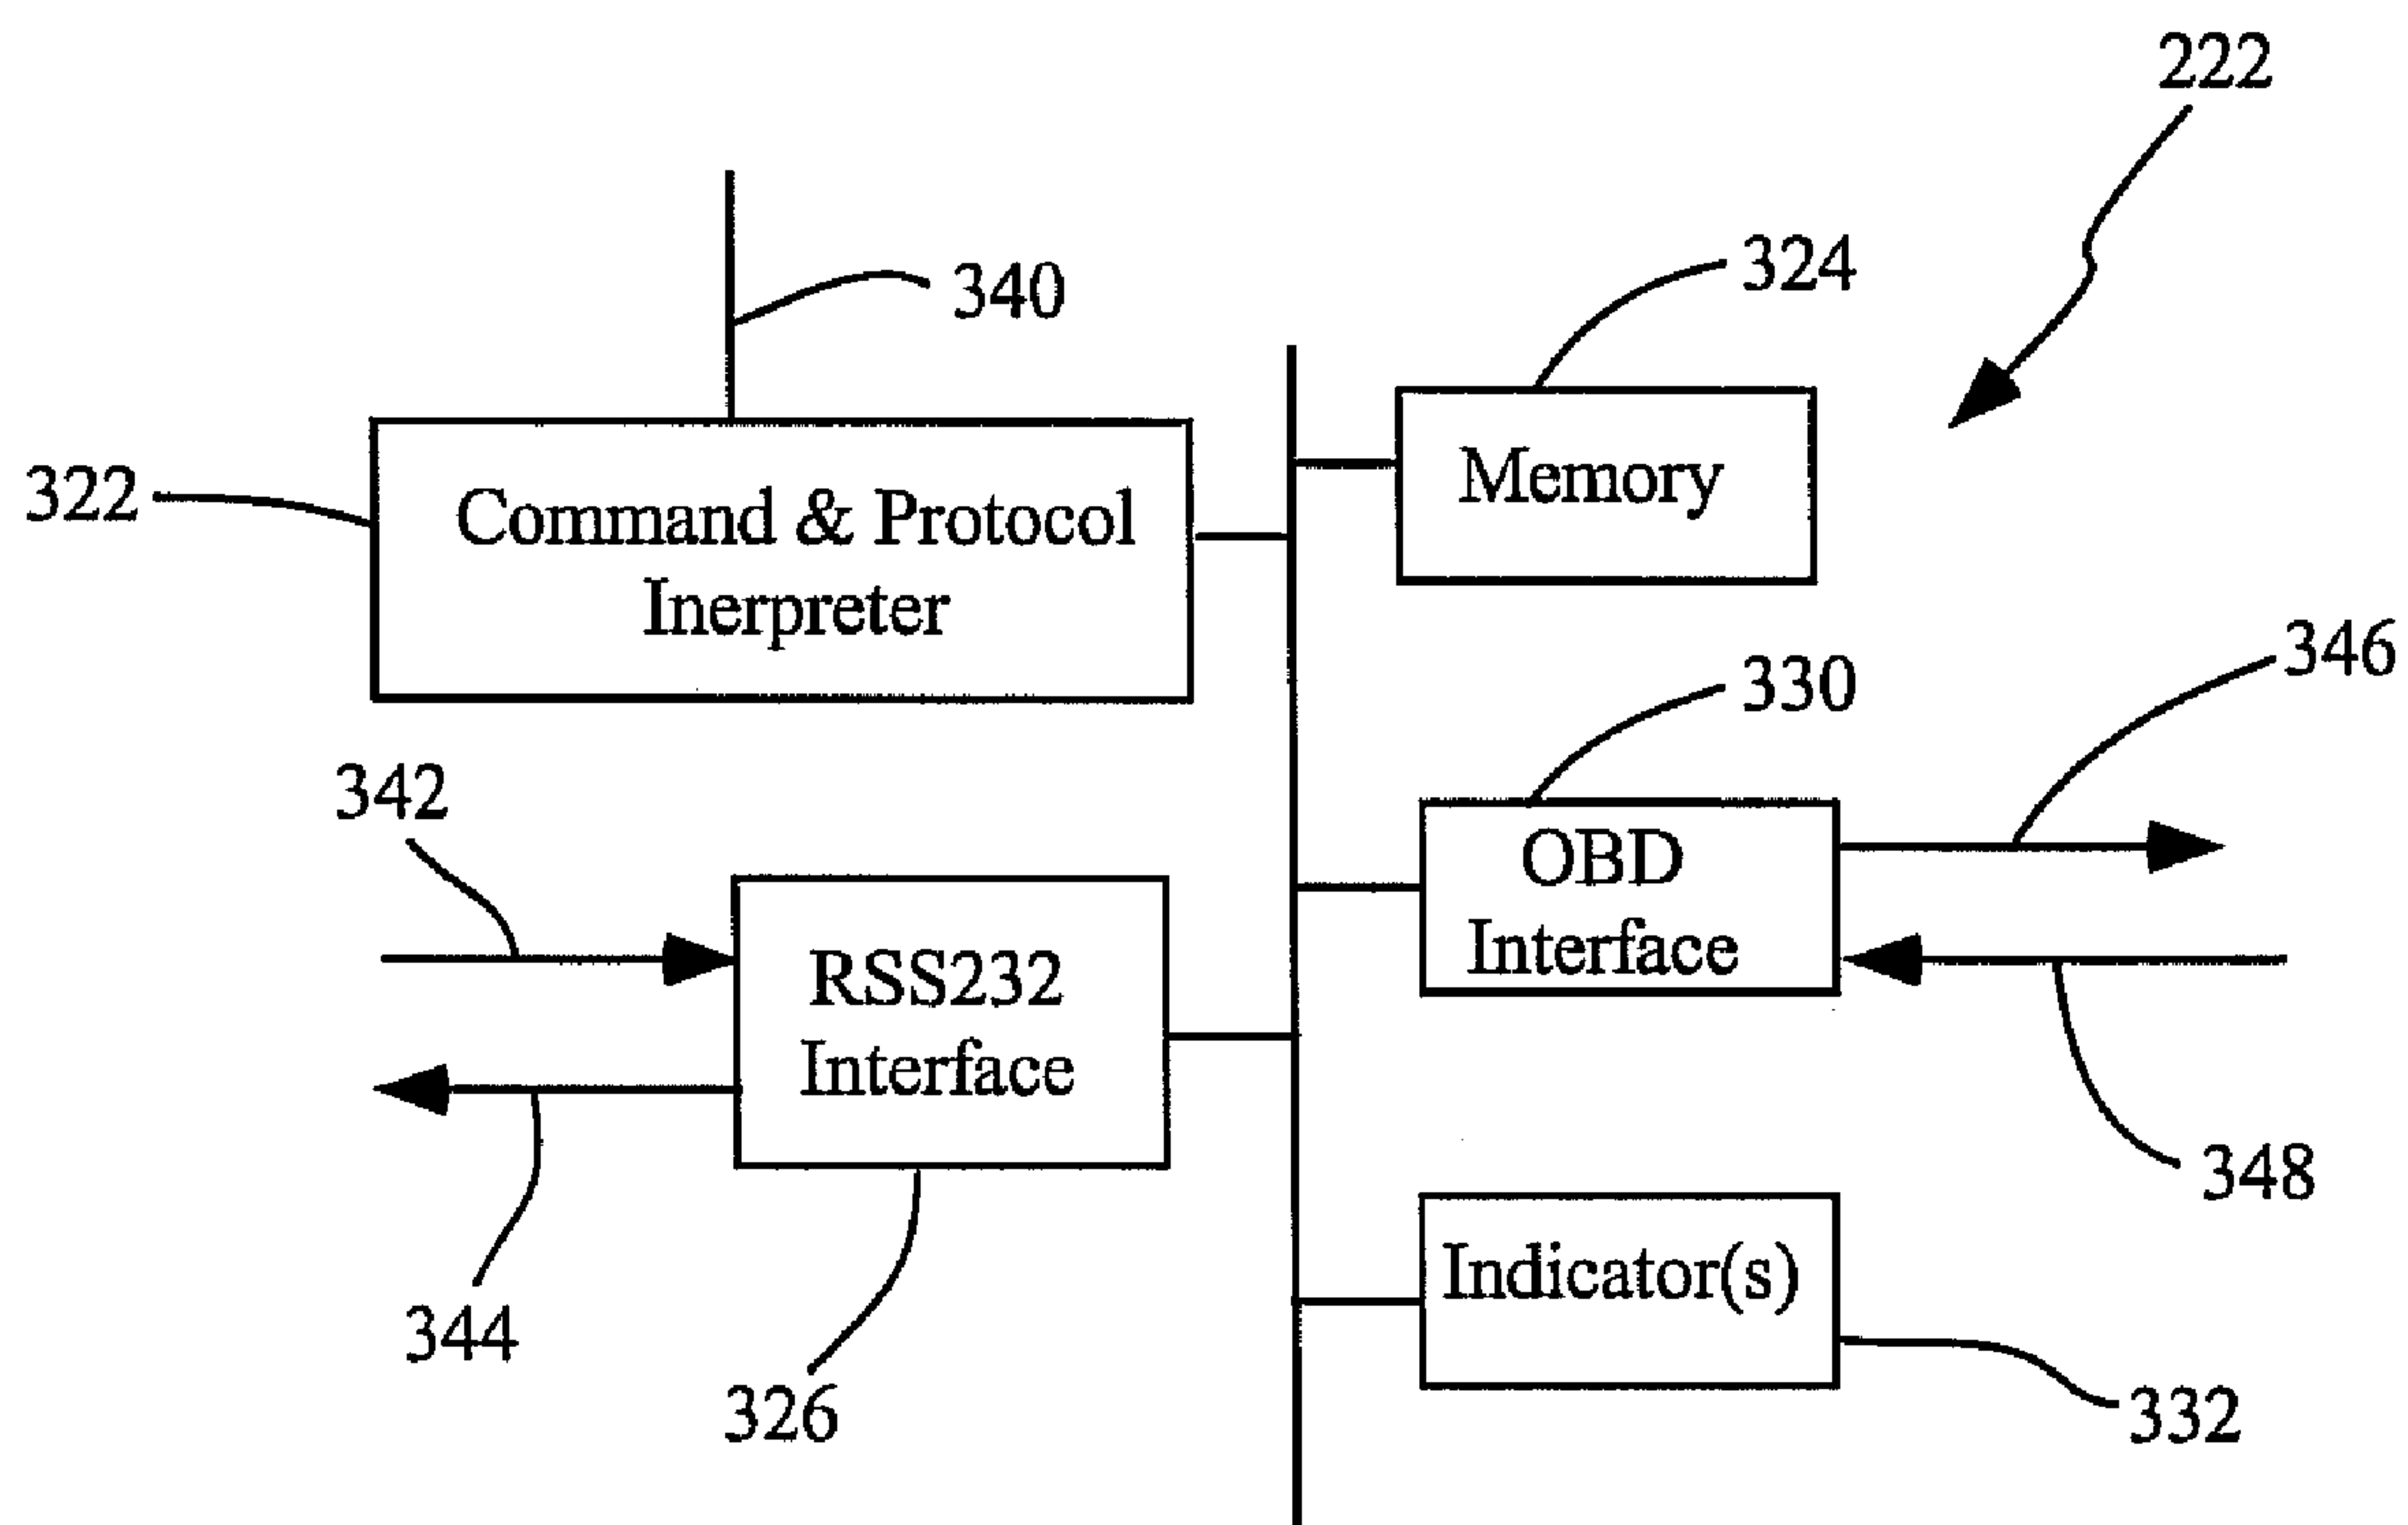 222
340
324
322
Command & Protocol
Inerpreter
Memory
346
330
342
OBD
Interface
RSS232
Interface
348
344
Indicator(s)
326
332